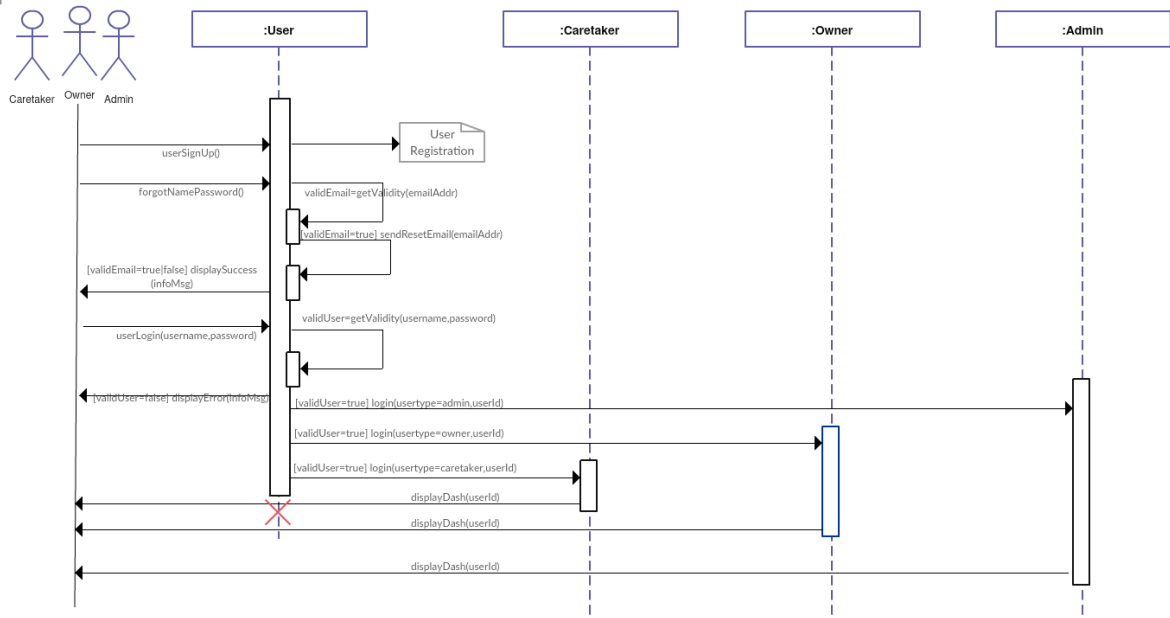 :User
:Caretaker
:Owner
:Admin
Caretaker
Owner
Admin
User
Registration
userSignUp()
forgotNamePassword()
validEmail=getValidity(emailAddr)
[validEmail=true] sendResetEmail(emailAddr)
[validEmail=true|false] displaySuccess
(infoMsg)
validUser=getValidity(username,password)
userLogin(username,password)
[validUser=false] displayError(infoMsg)
[validUser=true] login(usertype=admin,userId)
[validUser=true] login(usertype=owner,userId)
[validUser=true] login(usertype=caretaker,userId)
displayDash(userId)
displayDash(userId)
displayDash(userId)